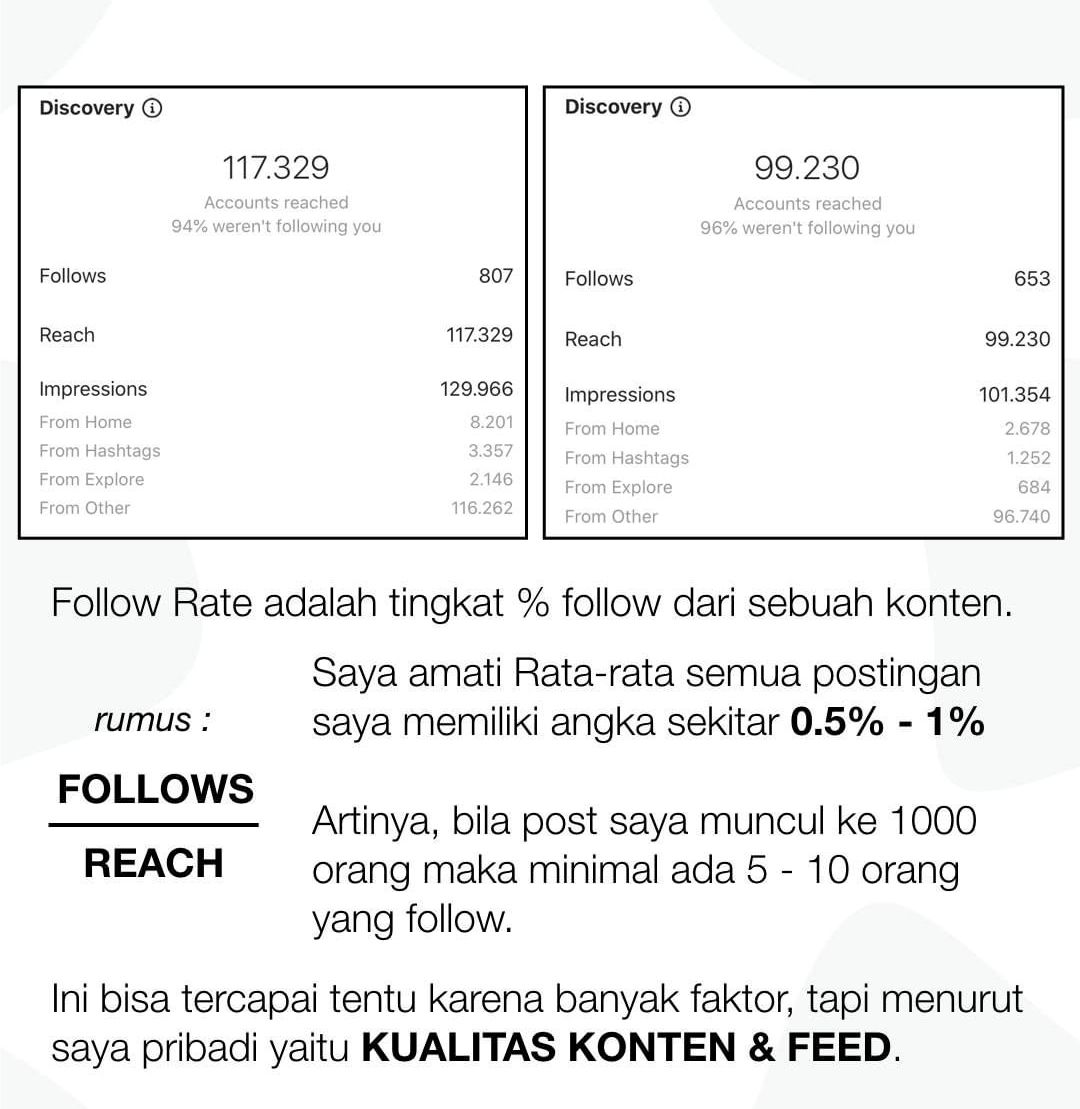 Discovery ⓘ
117.329
Accounts reached
94% weren't following you
Follows 807
Reach 117.329
Impressions 129.966
From Home 8.201
From Hashtags 3.357
From Explore 2.146
From Other 116.262
Discovery ⓘ
99.230
Accounts reached
96% weren't following you
Follows 653
Reach 99.230
Impressions 101.354
From Home 2.678
From Hashtags 1.252
From Explore 684
From Other 96.740
Follow Rate adalah tingkat % follow dari sebuah konten.
rumus :
FOLLOWS
REACH
Saya amati Rata-rata semua postingan
saya memiliki angka sekitar 0.5% - 1%
Artinya, bila post saya muncul ke 1000
orang maka minimal ada 5 - 10 orang
yang follow.
Ini bisa tercapai tentu karena banyak faktor, tapi menurut
saya pribadi yaitu KUALITAS KONTEN & FEED.